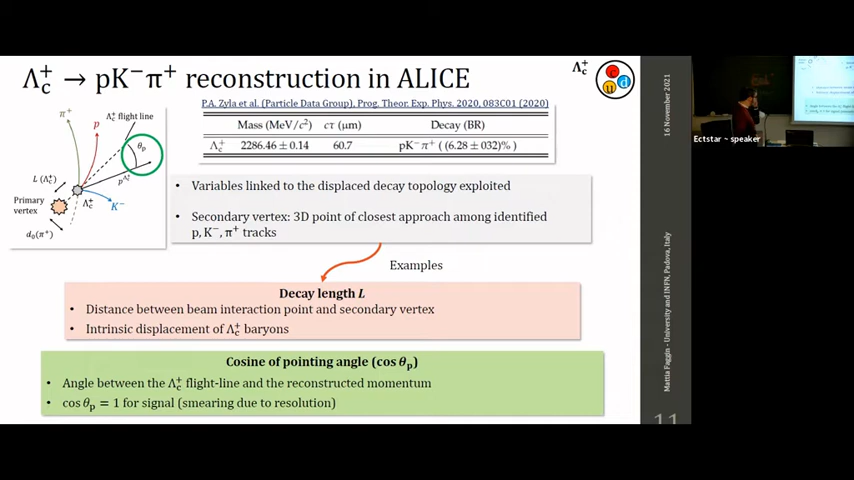 Λc+ → pK−π+ reconstruction in ALICE
Λc+
c
d
u
P.A. Zyla et al. (Particle Data Group), Prog. Theor. Exp. Phys. 2020, 083C01 (2020)
Mass (MeV/c²) cτ (μm) Decay (BR)
Λc+ 2286.46 ± 0.14 60.7 pK−π+ ((6.28 ± 032)%)
π+
p
Λc+ flight line
θp
pΛc+
L (Λc+)
Primary
vertex
Λc+
K−
d0(π+)
• Variables linked to the displaced decay topology exploited
• Secondary vertex: 3D point of closest approach among identified
p, K−, π+ tracks
Examples
Decay length L
• Distance between beam interaction point and secondary vertex
• Intrinsic displacement of Λc+ baryons
Cosine of pointing angle (cos θp)
• Angle between the Λc+ flight-line and the reconstructed momentum
• cos θp = 1 for signal (smearing due to resolution)
16 November 2021
Mattia Faggin - University and INFN, Padova, Italy
11
Ectstar ~ speaker